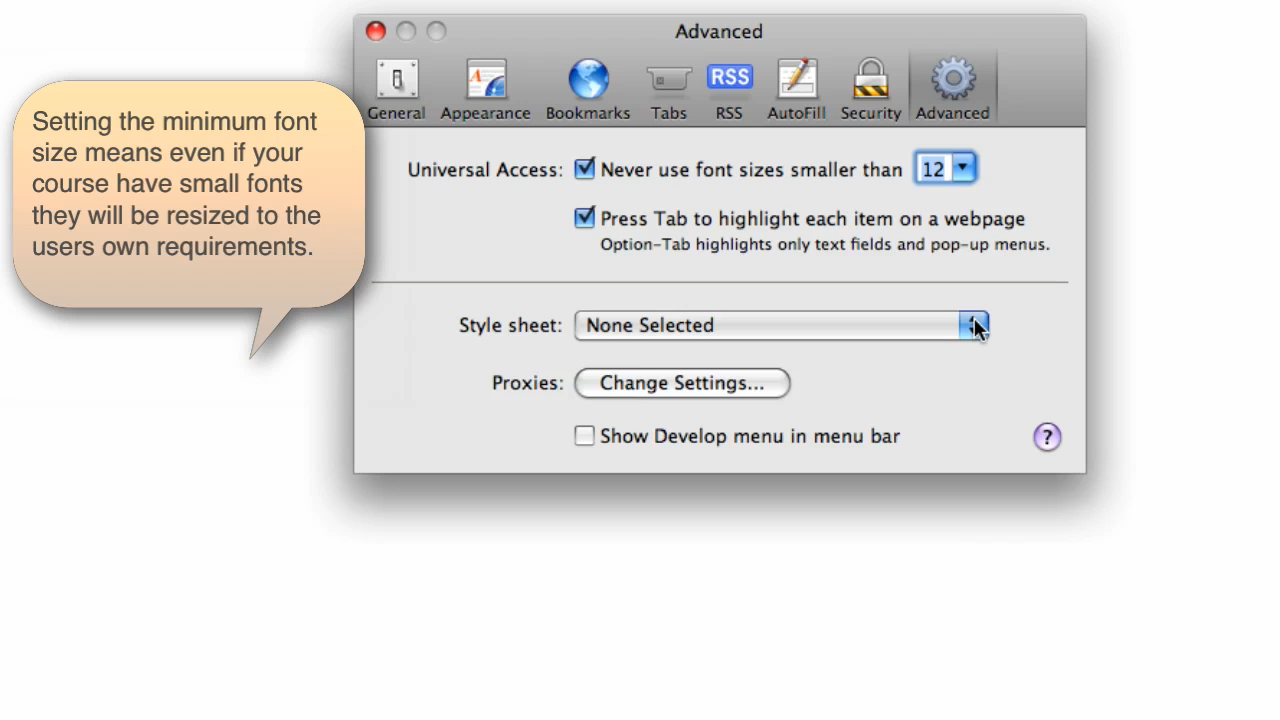 Advanced
General Appearance Bookmarks Tabs RSS RSS AutoFill Security Advanced
Setting the minimum font
size means even if your
course have small fonts
they will be resized to the
users own requirements.
Universal Access: Never use font sizes smaller than 12
Press Tab to highlight each item on a webpage
Option-Tab highlights only text fields and pop-up menus.
Style sheet: None Selected
Proxies: Change Settings...
Show Develop menu in menu bar ?